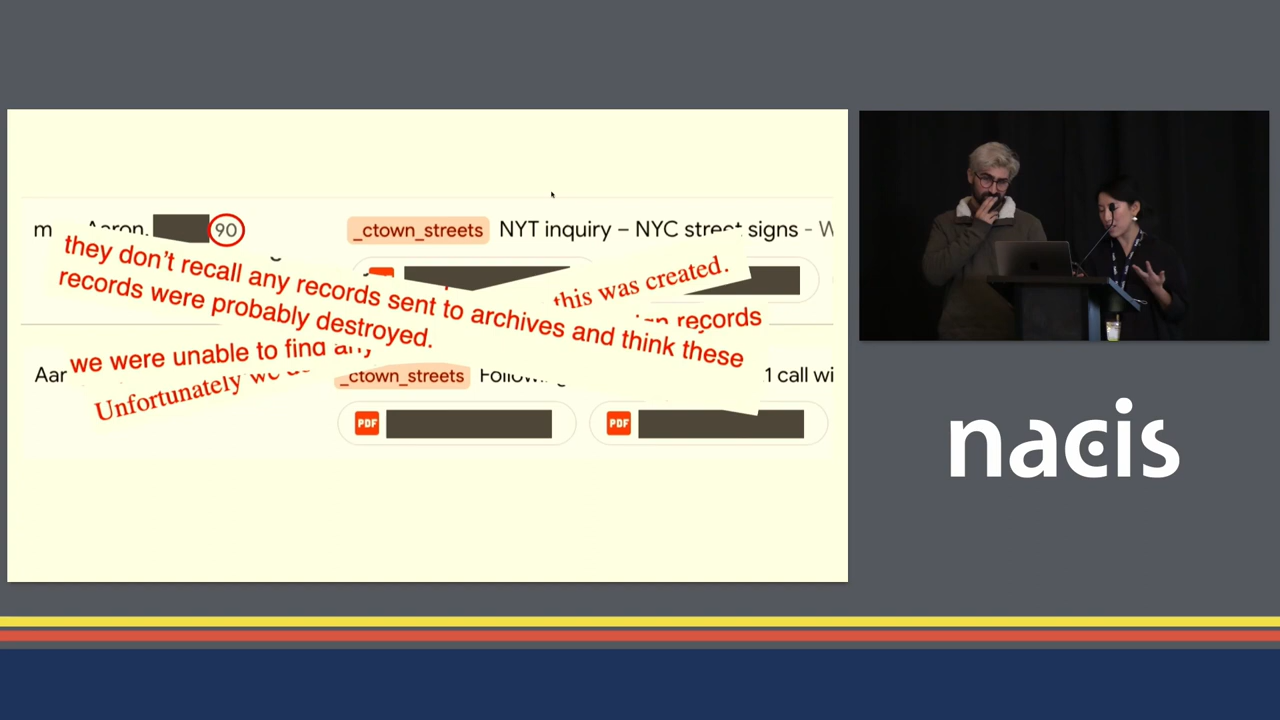 m Aaron, 90 _ctown_streets NYT inquiry – NYC street signs - W
they don't recall any records sent to archives and think these
records were probably destroyed.
this was created.
records
we were unable to find any
Unfortunately we
Aar _ctown_streets 1 call wi
PDF PDF
nacis